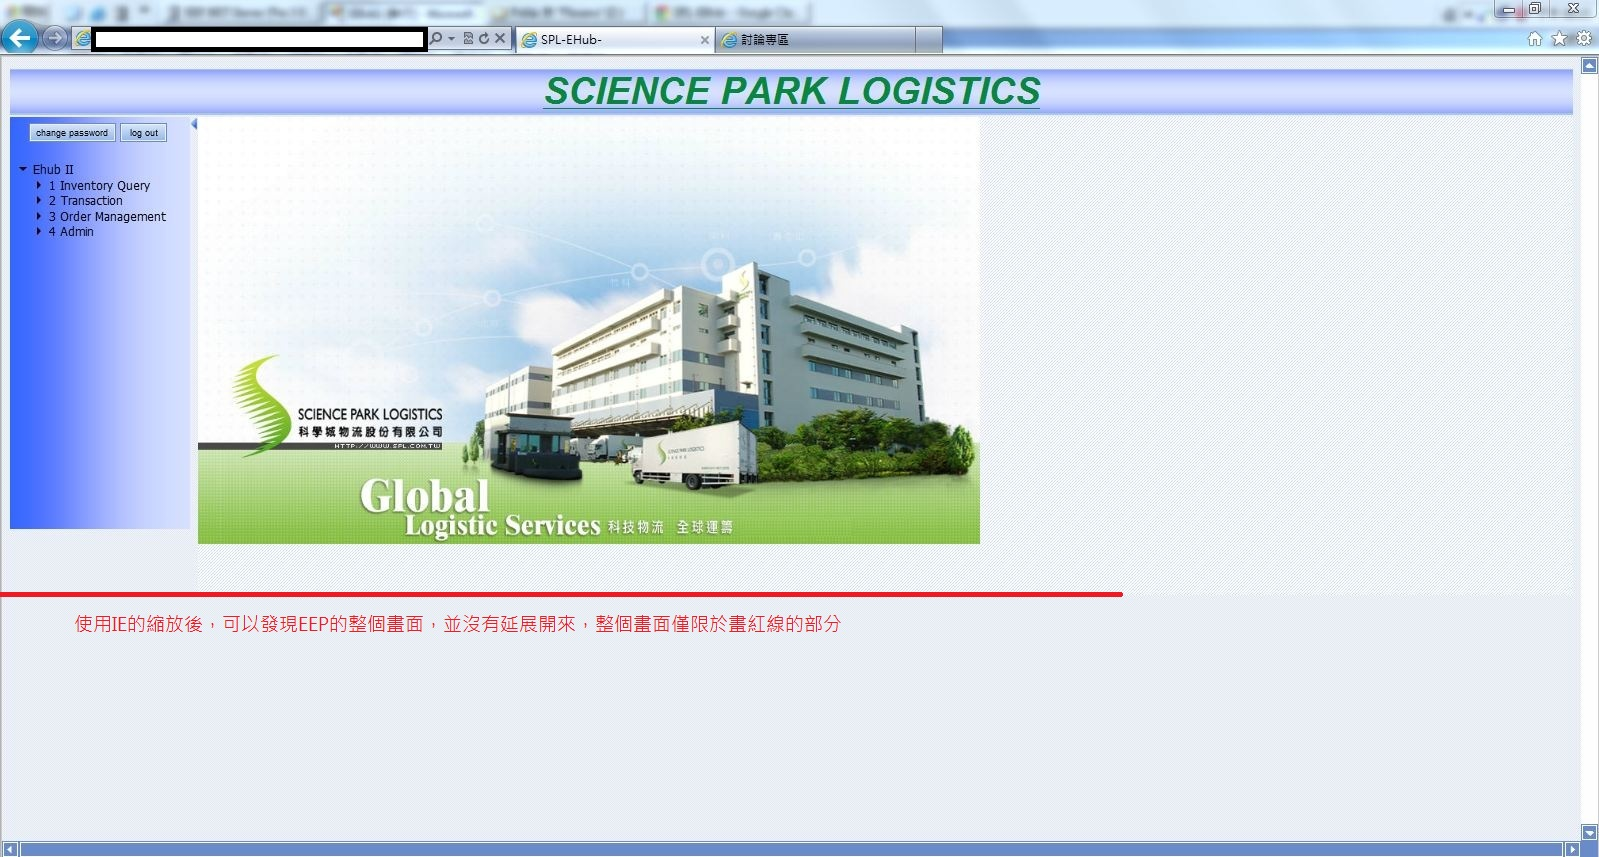 SPL-EHub-
討論專區
SCIENCE PARK LOGISTICS
change password
log out
Ehub II
1 Inventory Query
2 Transaction
3 Order Management
4 Admin
SCIENCE PARK LOGISTICS
科學城物流股份有限公司
HTTP://WWW.SPL.COM.TW
SCIENCE PARK LOGISTICS
Global
Logistic Services 科技物流 全球運籌
使用IE的縮放後，可以發現EEP的整個畫面，並沒有延展開來，整個畫面僅限於畫紅線的部分